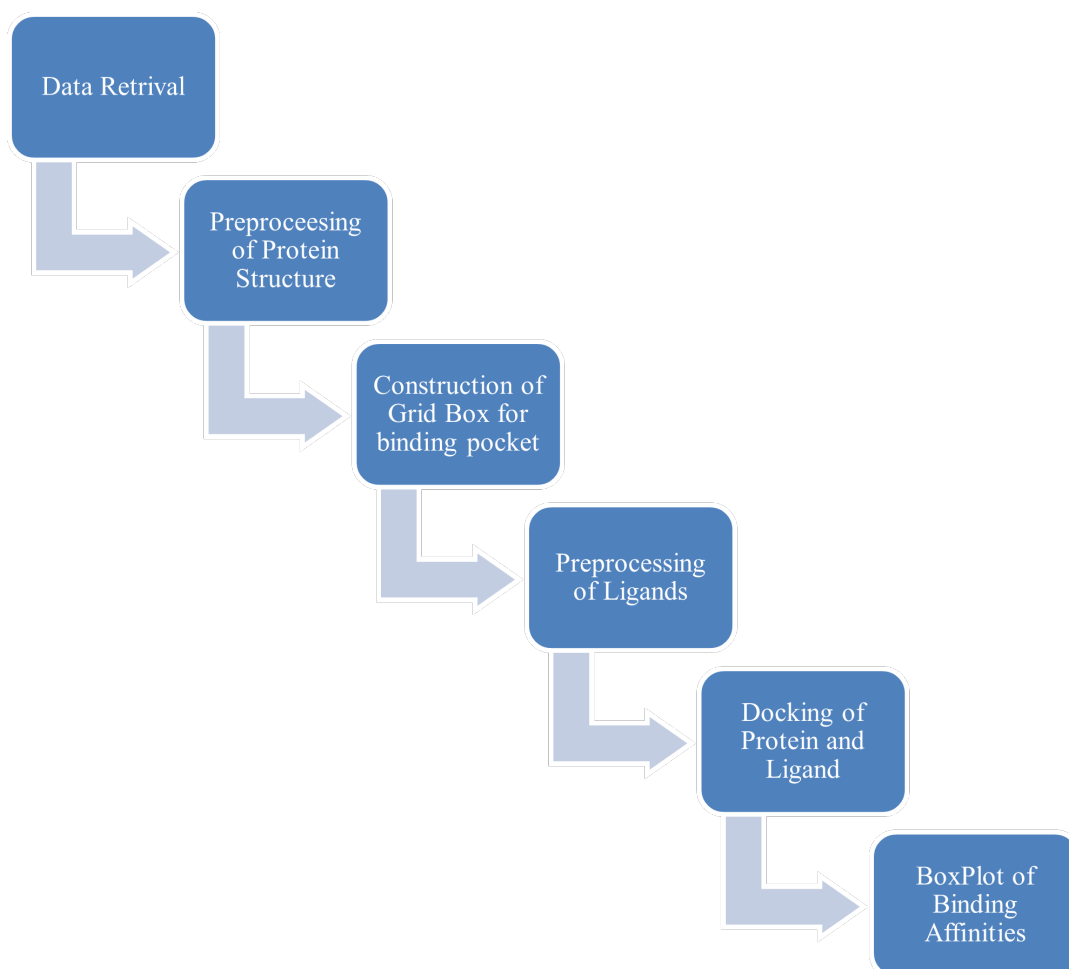 Data Retrival
Preproceesing
of Protein
Structure
Construction of
Grid Box for
binding pocket
Preprocessing
of Ligands
Docking of
Protein and
Ligand
BoxPlot of
Binding
Affinities